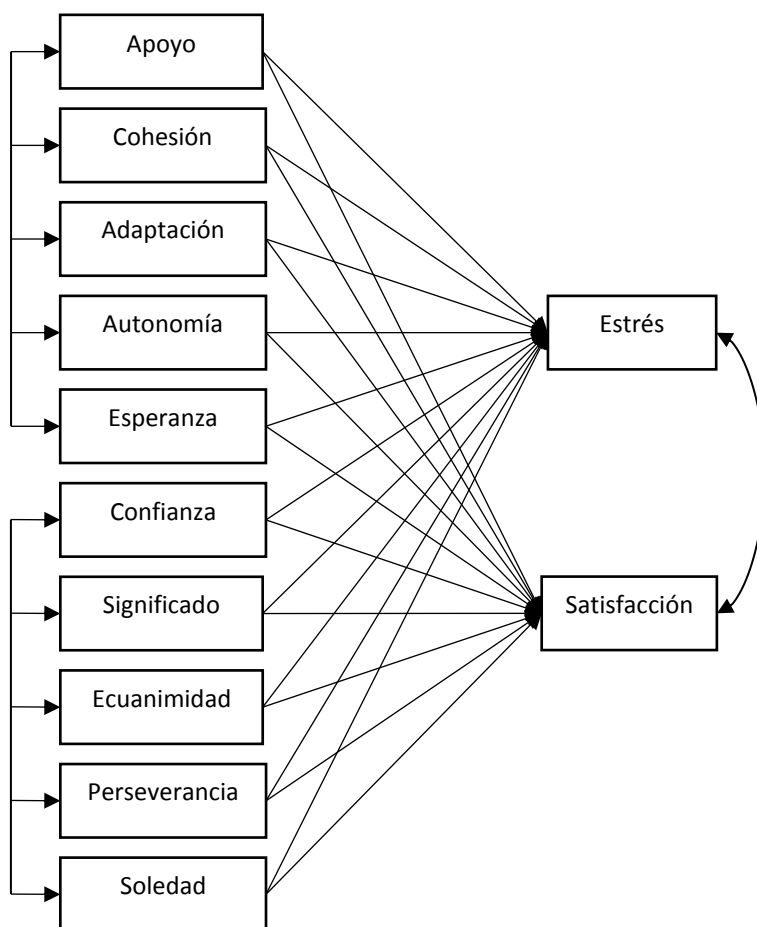 Apoyo
Cohesión
Adaptación
Autonomía
Esperanza
Confianza
Significado
Ecuanimidad
Perseverancia
Soledad
Estrés
Satisfacción